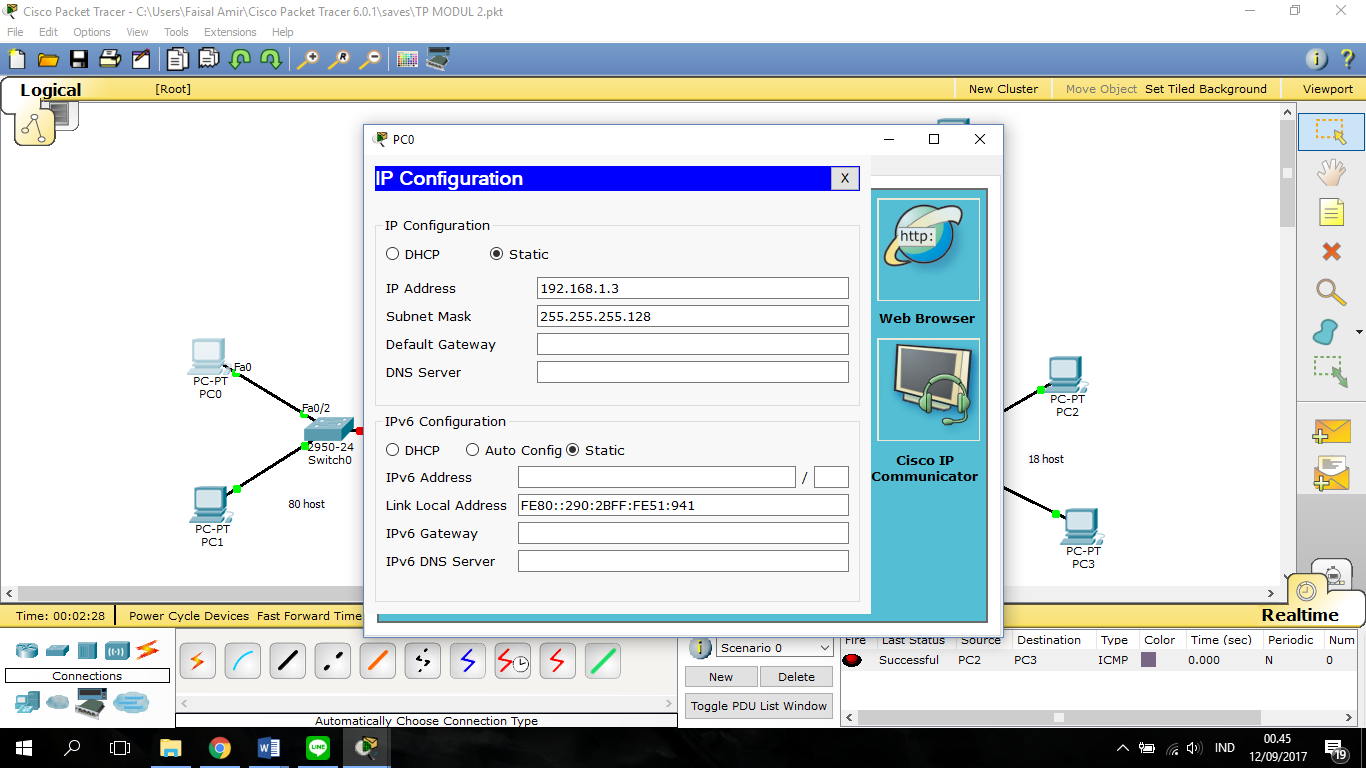 Cisco Packet Tracer - C:\Users\Faisal Amir\Cisco Packet Tracer 6.0.1\saves\TP MODUL 2.pkt
File Edit Options View Tools Extensions Help
Logical [Root] New Cluster Move Object Set Tiled Background Viewport
PC0
IP Configuration X
IP Configuration
DHCP Static
IP Address 192.168.1.3
Subnet Mask 255.255.255.128
Default Gateway
DNS Server
IPv6 Configuration
DHCP Auto Config Static
IPv6 Address /
Link Local Address FE80::290:2BFF:FE51:941
IPv6 Gateway
IPv6 DNS Server
http:
Web Browser
Cisco IP
Communicator
Fa0
PC-PT
PC0
Fa0/2
2950-24
Switch0
80 host
PC-PT
PC1
PC-PT
PC2
18 host
PC-PT
PC3
Time: 00:02:28 Power Cycle Devices Fast Forward Time
Realtime
Connections
Automatically Choose Connection Type
Scenario 0
New Delete
Toggle PDU List Window
Fire Last Status Source Destination Type Color Time (sec) Periodic Num
Successful PC2 PC3 ICMP 0.000 N 0
IND
00.45
12/09/2017
19